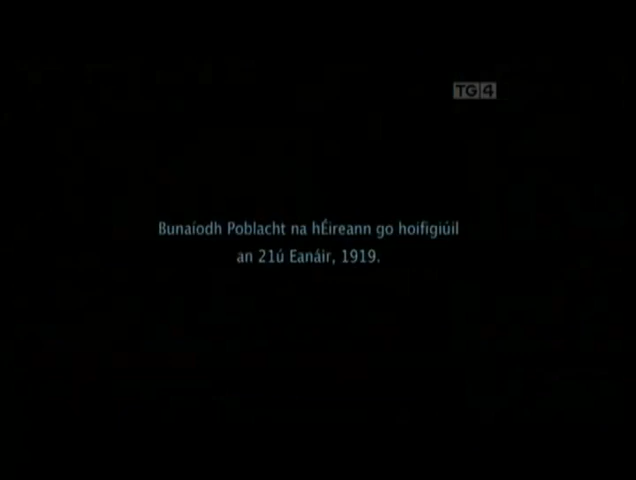 TG4
Bunaíodh Poblacht na hÉireann go hoifigiúil
an 21ú Eanáir, 1919.